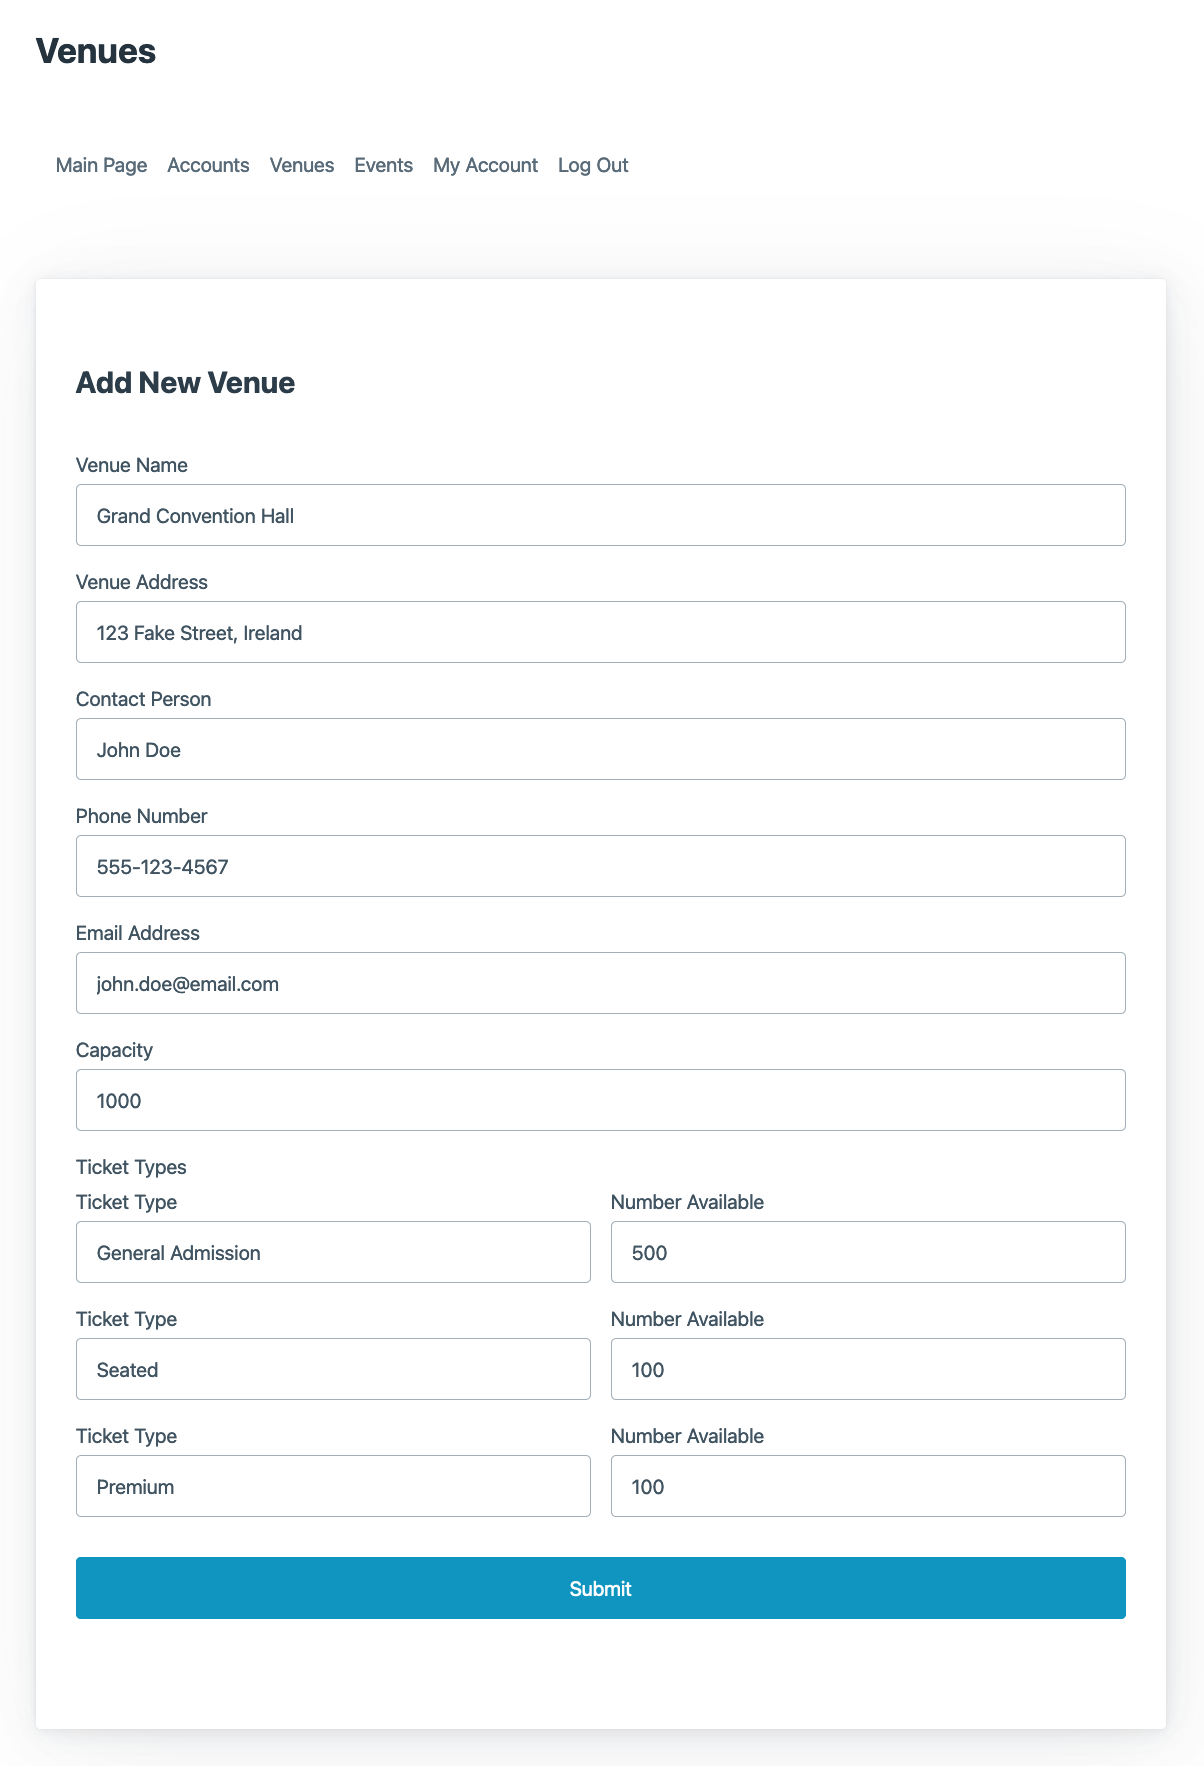 Venues
Main Page Accounts Venues Events My Account Log Out
Add New Venue
Venue Name
Grand Convention Hall
Venue Address
123 Fake Street, Ireland
Contact Person
John Doe
Phone Number
555-123-4567
Email Address
john.doe@email.com
Capacity
1000
Ticket Types
Ticket Type Number Available
General Admission 500
Ticket Type Number Available
Seated 100
Ticket Type Number Available
Premium 100
Submit